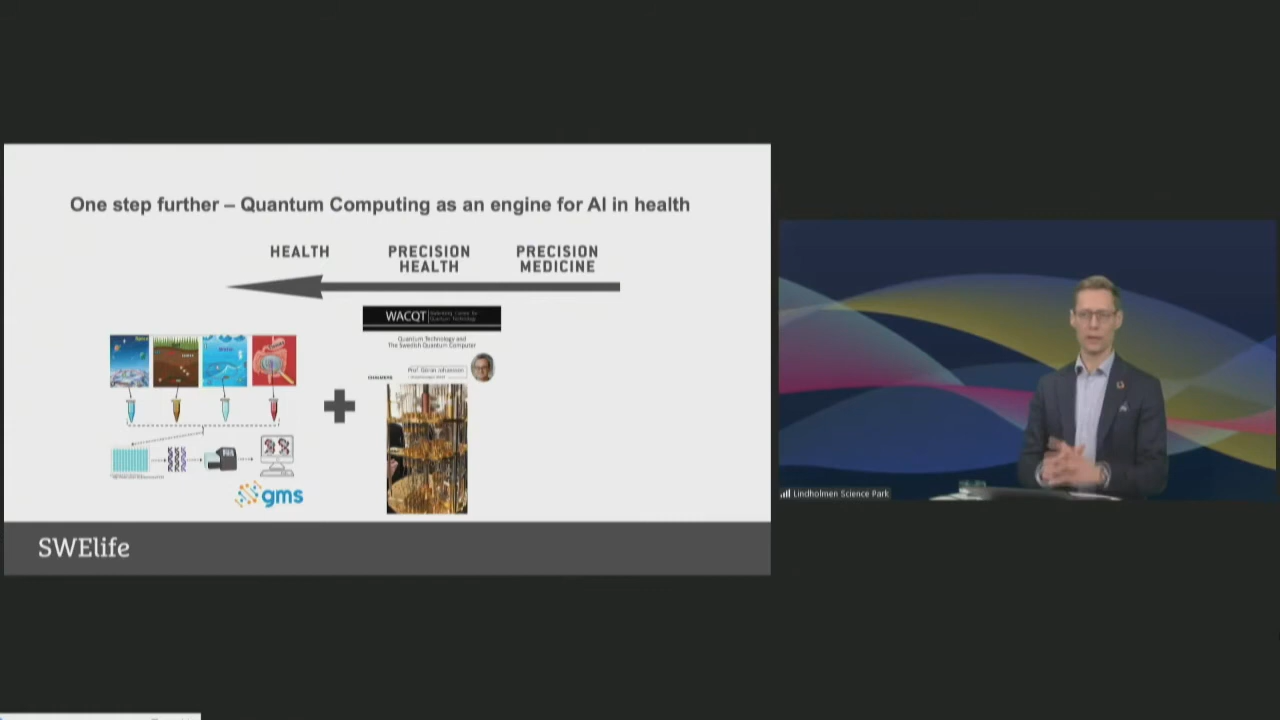 One step further – Quantum Computing as an engine for AI in health
HEALTH
PRECISION
HEALTH
PRECISION
MEDICINE
WACQT
Quantum Technology and
The Swedish Quantum Computer
Prof. Göran Johansson
CHALMERS
gms
SWElife
Lindholmen Science Park